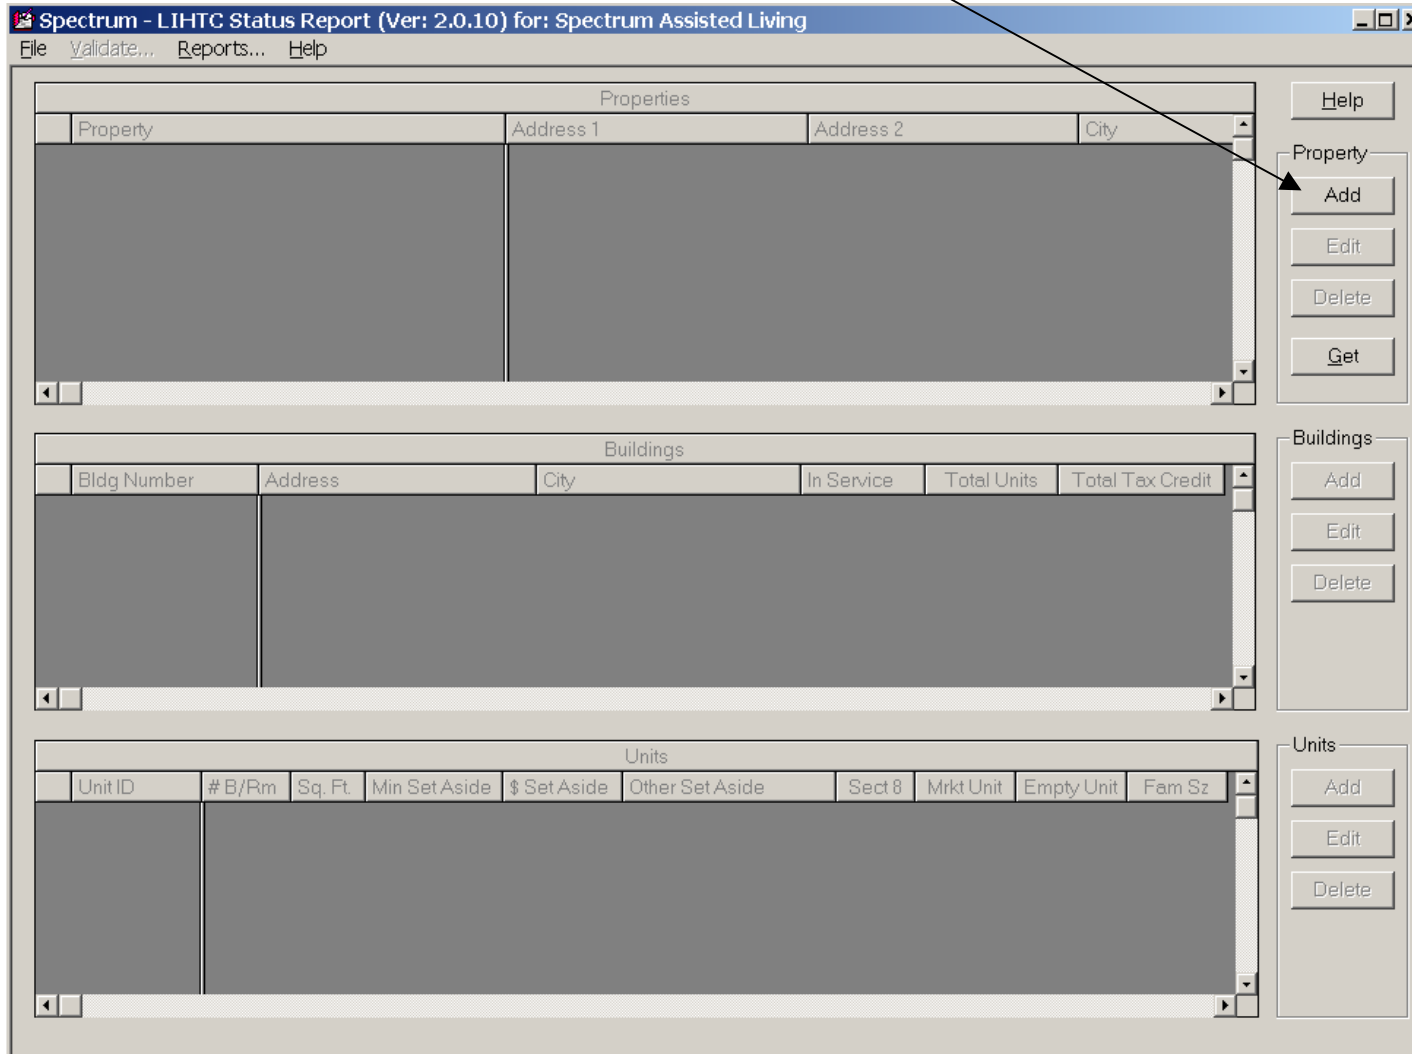 Spectrum - LIHTC Status Report (Ver: 2.0.10) for: Spectrum Assisted Living
File Validate... Reports... Help
Properties
Property Address 1 Address 2 City
Help
Property
Add
Edit
Delete
Get
Buildings
Bldg Number Address City In Service Total Units Total Tax Credit
Buildings
Add
Edit
Delete
Units
Unit ID # B/Rm Sq. Ft. Min Set Aside $ Set Aside Other Set Aside Sect 8 Mrkt Unit Empty Unit Fam Sz
Units
Add
Edit
Delete